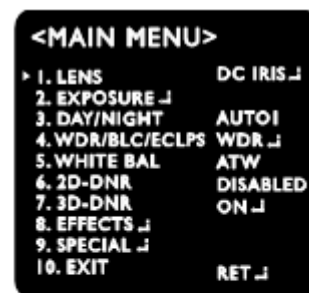 <MAIN MENU>
▸ 1. LENS DC IRIS ↵
2. EXPOSURE ↵
3. DAY/NIGHT AUTO1
4. WDR/BLC/ECLPS WDR ↵
5. WHITE BAL ATW
6. 2D-DNR DISABLED
7. 3D-DNR ON ↵
8. EFFECTS ↵
9. SPECIAL ↵
10. EXIT RET ↵